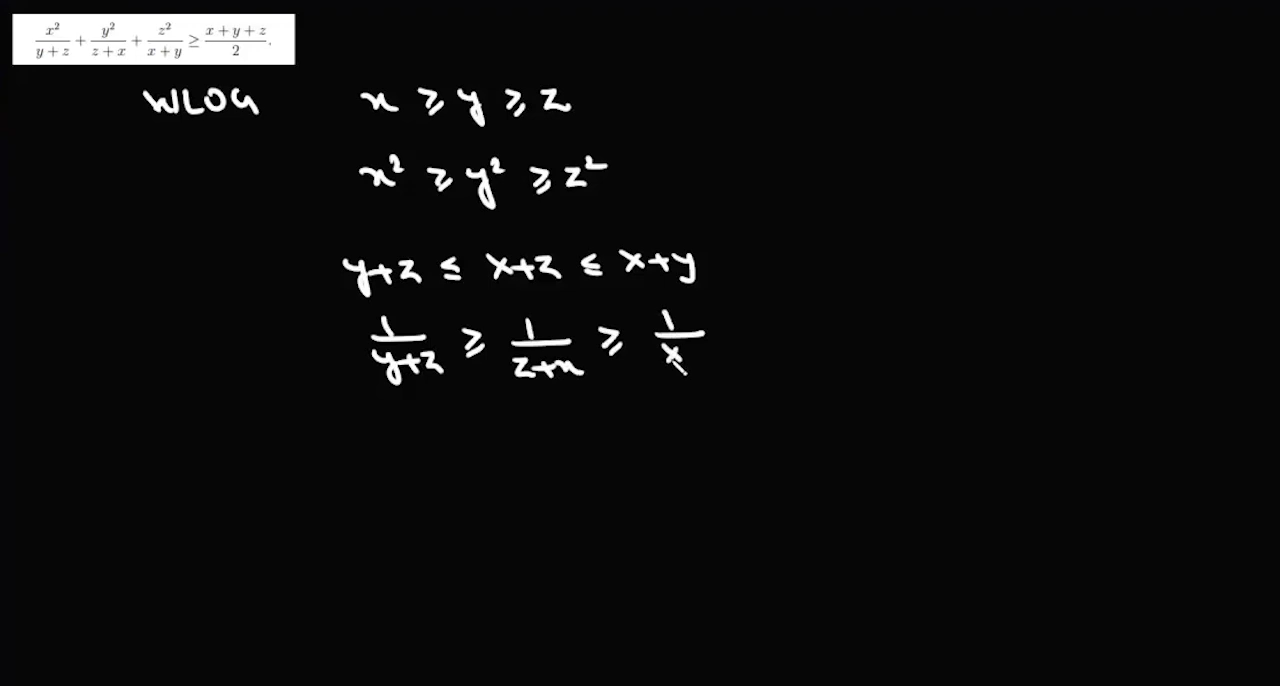 x²/(y+z) + y²/(z+x) + z²/(x+y) ≥ (x+y+z)/2.
WLOG x ≥ y ≥ z
x² ≥ y² ≥ z²
y+z ≤ x+z ≤ x+y
1/(y+z) ≥ 1/(z+x) ≥ 1/x